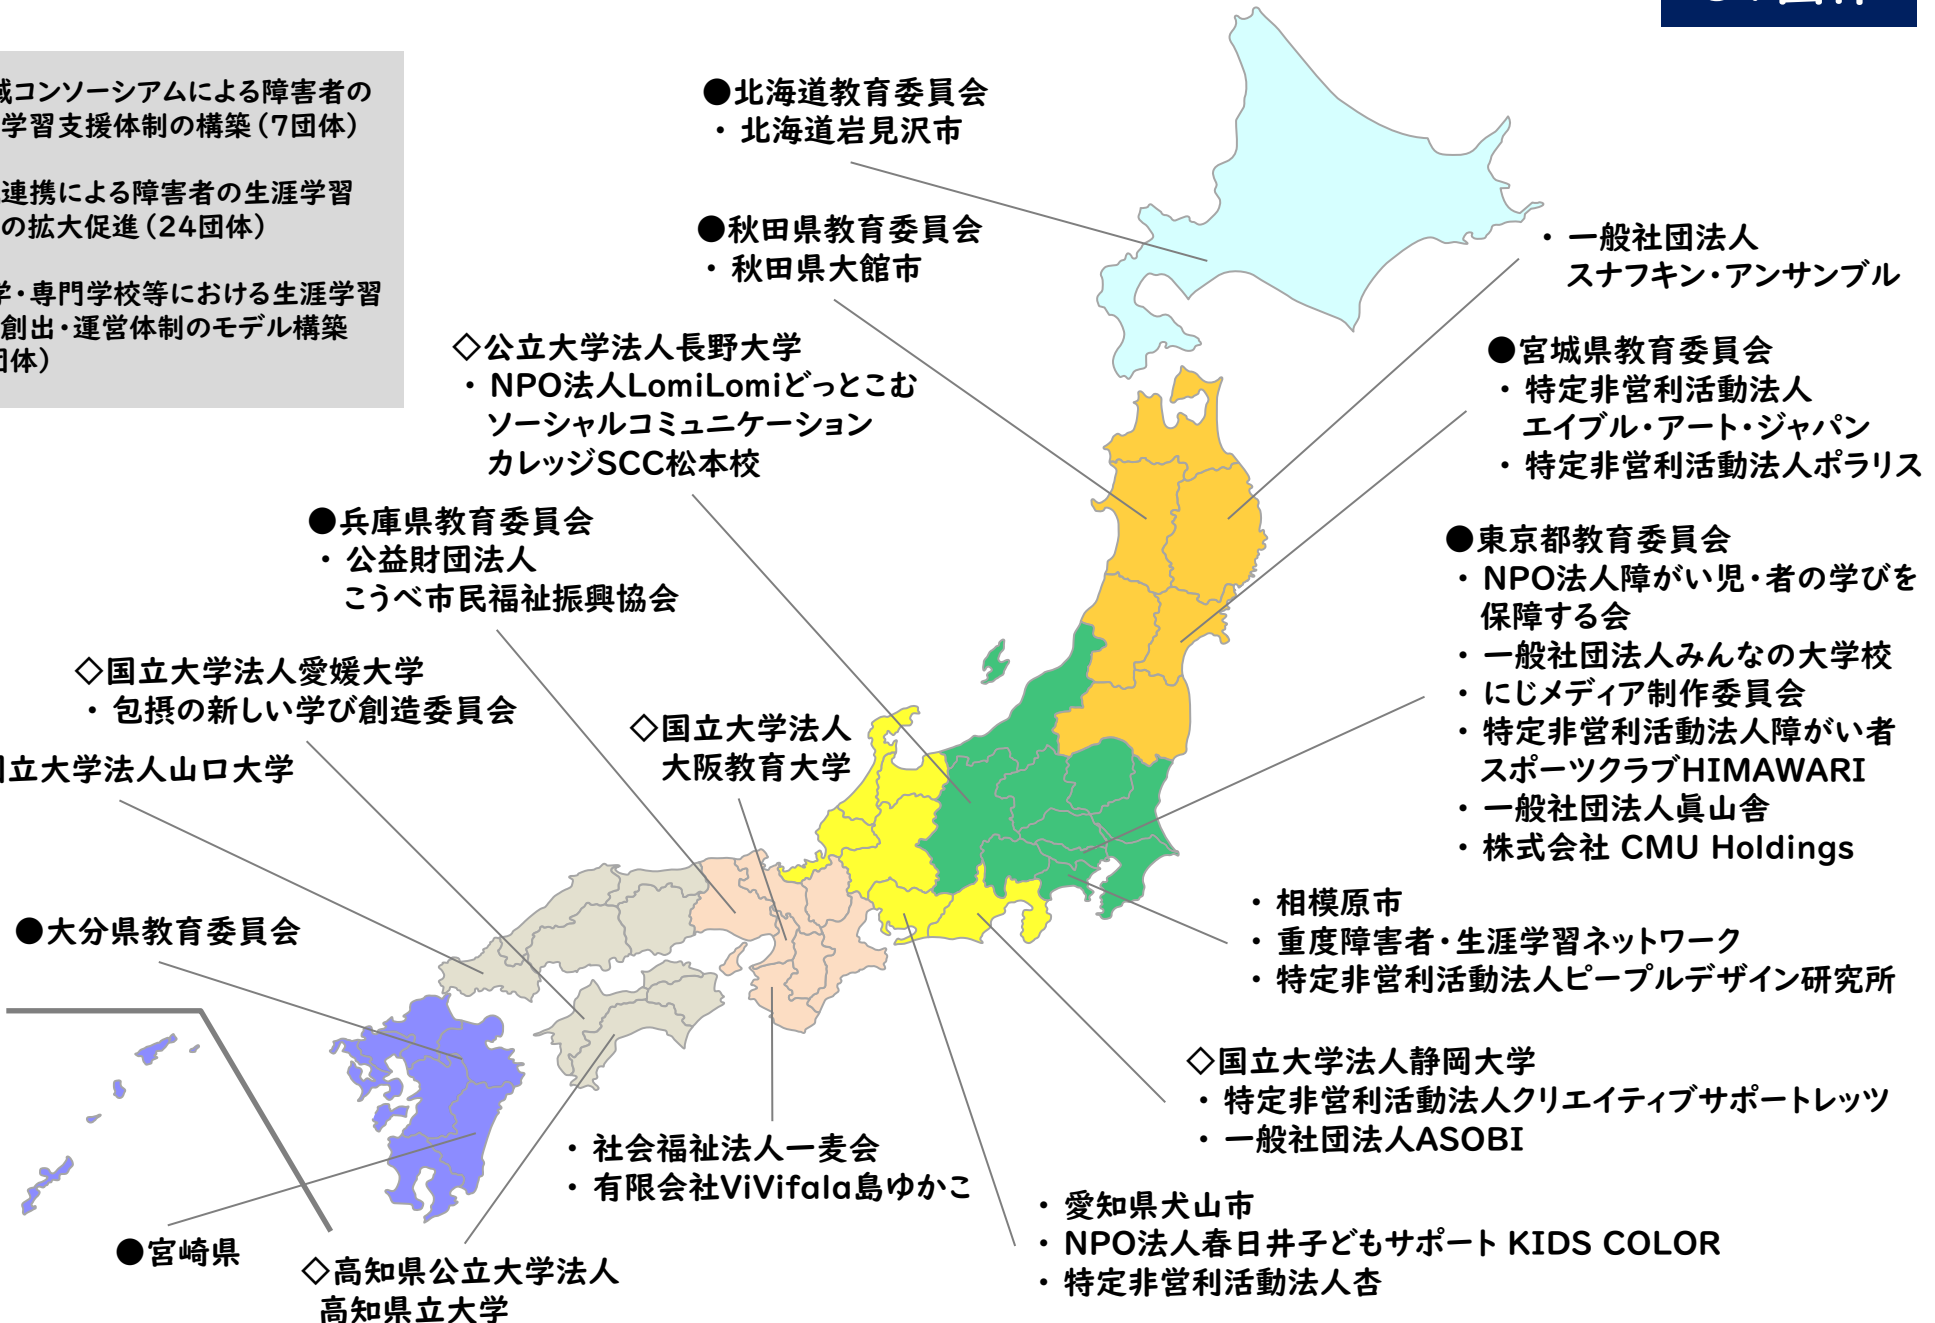 域コンソーシアムによる障害者の
学習支援体制の構築（7団体）
連携による障害者の生涯学習
の拡大促進（24団体）
学・専門学校等における生涯学習
創出・運営体制のモデル構築
団体）
●北海道教育委員会
・ 北海道岩見沢市
●秋田県教育委員会
・ 秋田県大館市
・ 一般社団法人
スナフキン・アンサンブル
◇公立大学法人長野大学
・ NPO法人LomiLomiどっとこむ
ソーシャルコミュニケーション
カレッジSCC松本校
●宮城県教育委員会
・ 特定非営利活動法人
エイブル・アート・ジャパン
・ 特定非営利活動法人ポラリス
●兵庫県教育委員会
・ 公益財団法人
こうべ市民福祉振興協会
●東京都教育委員会
・ NPO法人障がい児・者の学びを
保障する会
・ 一般社団法人みんなの大学校
・ にじメディア制作委員会
・ 特定非営利活動法人障がい者
スポーツクラブHIMAWARI
・ 一般社団法人眞山舎
・ 株式会社 CMU Holdings
◇国立大学法人愛媛大学
・ 包摂の新しい学び創造委員会
◇国立大学法人
大阪教育大学
国立大学法人山口大学
●大分県教育委員会
・ 相模原市
・ 重度障害者・生涯学習ネットワーク
・ 特定非営利活動法人ピープルデザイン研究所
◇国立大学法人静岡大学
・ 特定非営利活動法人クリエイティブサポートレッツ
・ 一般社団法人ASOBI
・ 社会福祉法人一麦会
・ 有限会社ViVifala島ゆかこ
・ 愛知県犬山市
・ NPO法人春日井子どもサポート KIDS COLOR
・ 特定非営利活動法人杏
●宮崎県
◇高知県公立大学法人
高知県立大学